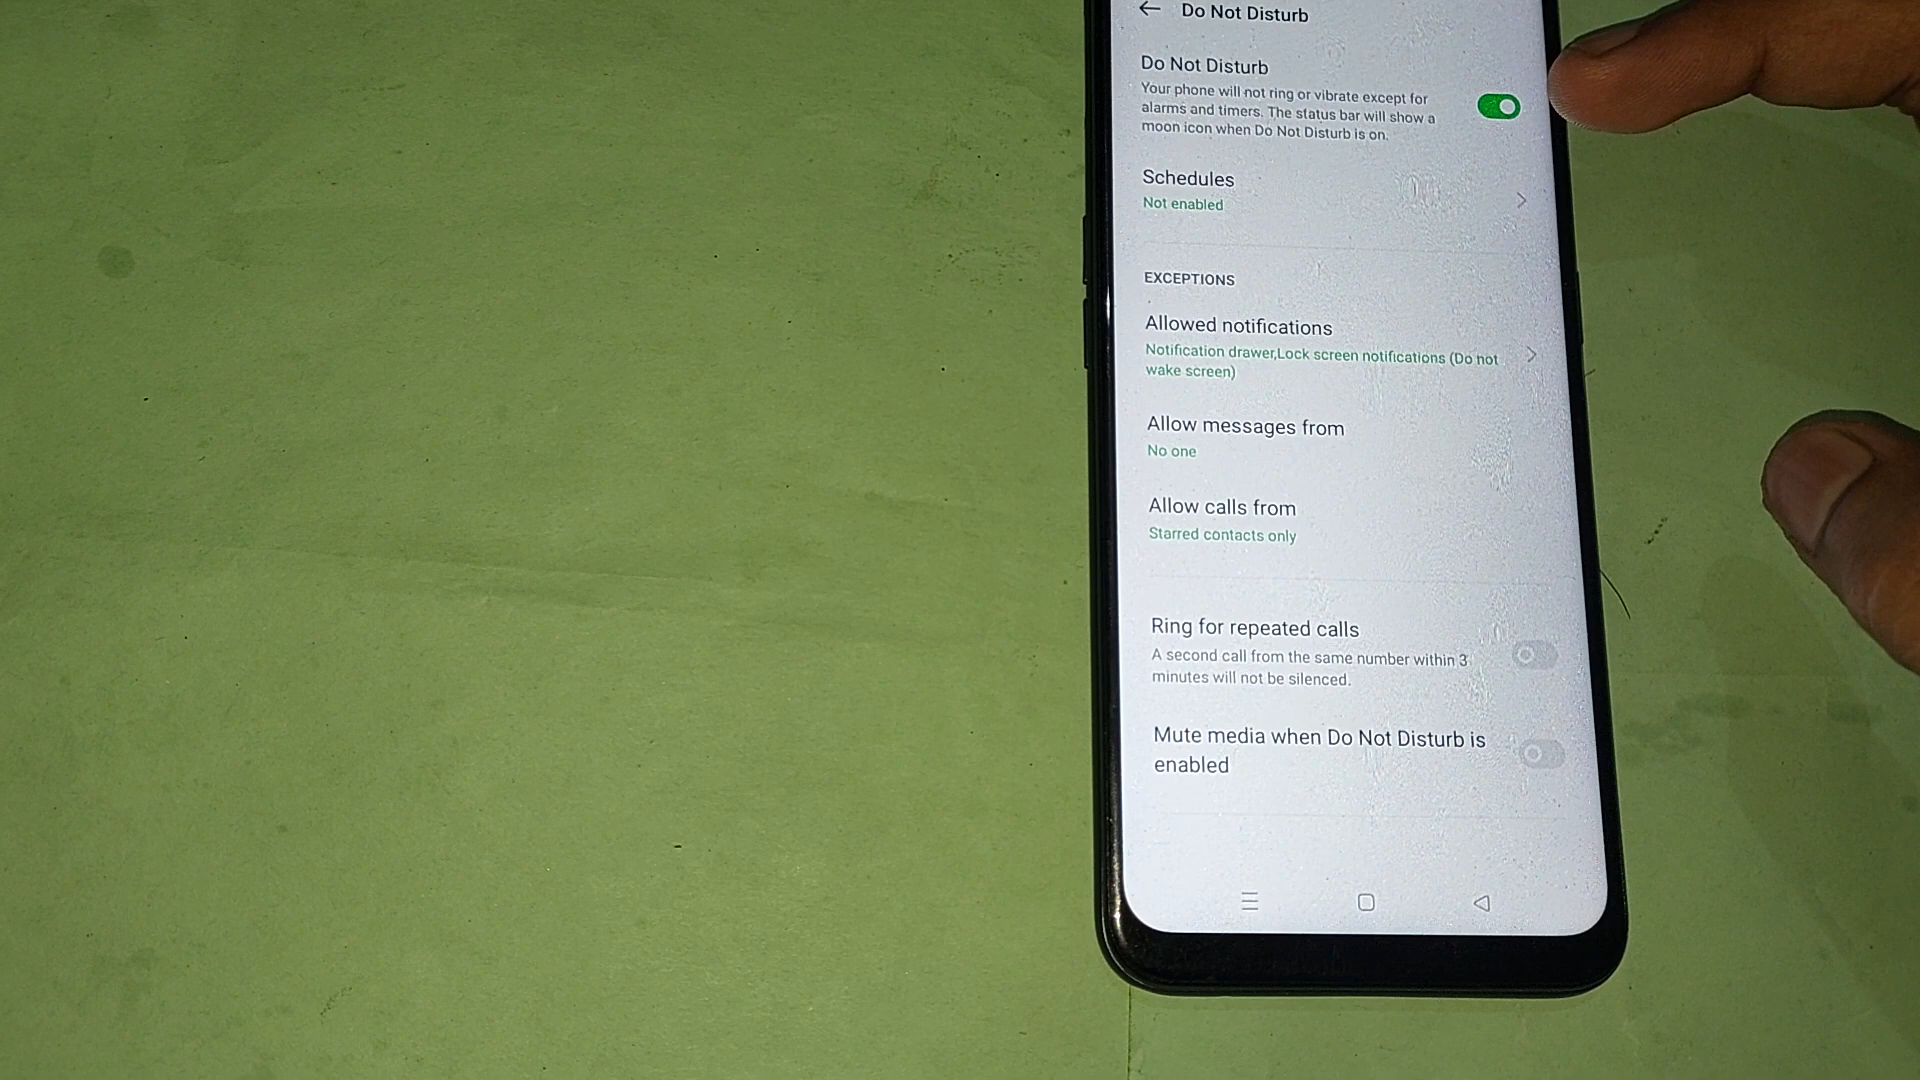 Do Not Disturb
Do Not Disturb
Your phone will not ring or vibrate except for
alarms and timers. The status bar will show a
moon icon when Do Not Disturb is on.
Schedules
Not enabled
EXCEPTIONS
Allowed notifications
Notification drawer,Lock screen notifications (Do not
wake screen)
Allow messages from
No one
Allow calls from
Starred contacts only
Ring for repeated calls
A second call from the same number within 3
minutes will not be silenced.
Mute media when Do Not Disturb is
enabled